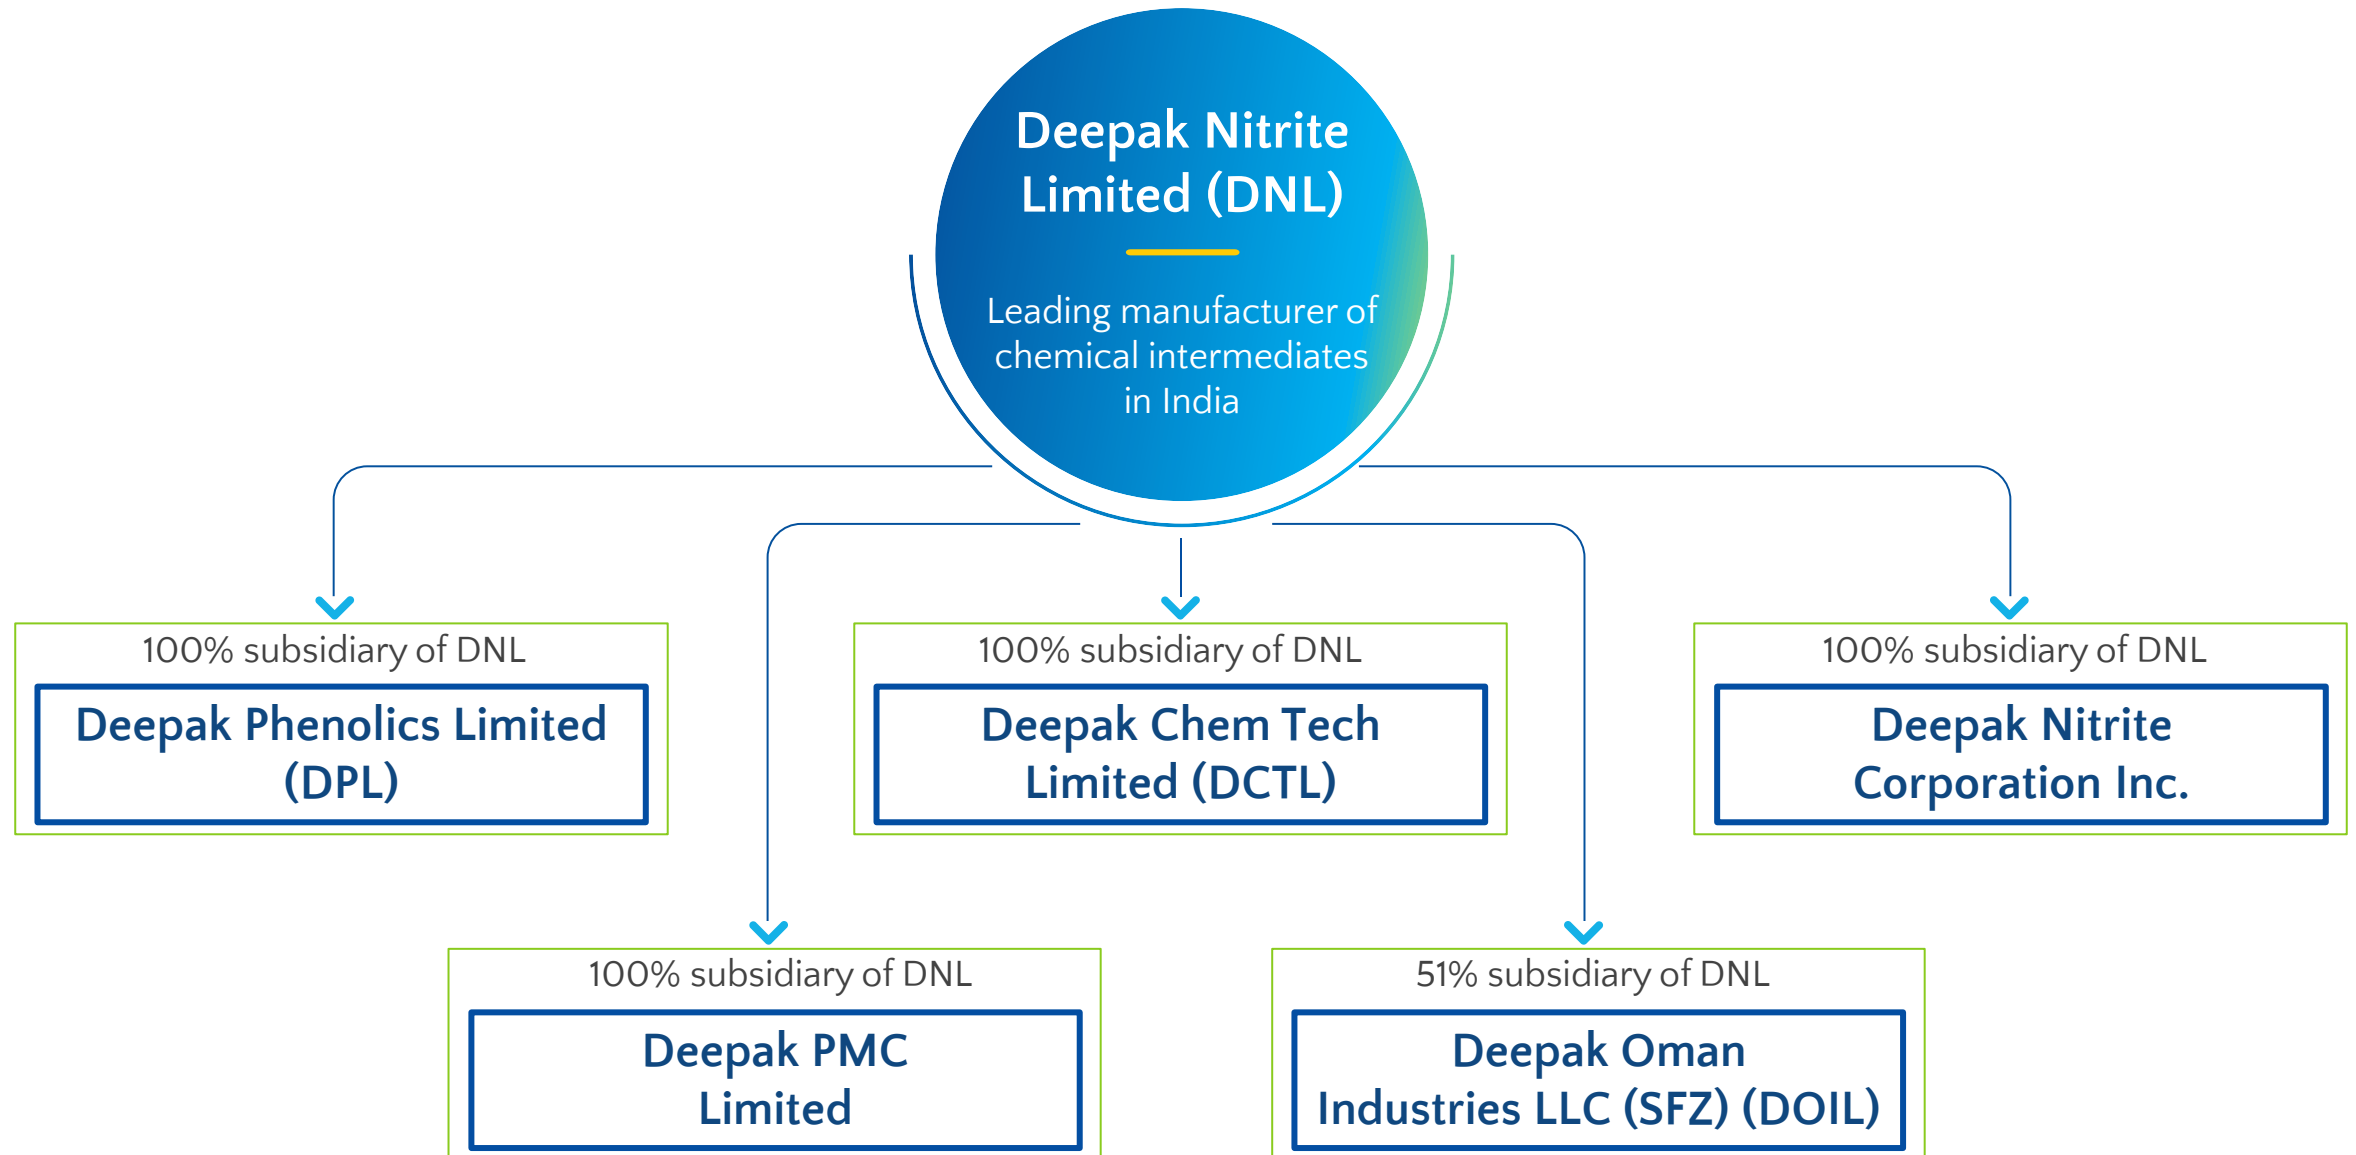 Deepak Nitrite
Limited (DNL)
Leading manufacturer of
chemical intermediates
in India
100% subsidiary of DNL
Deepak Phenolics Limited
(DPL)
100% subsidiary of DNL
Deepak Chem Tech
Limited (DCTL)
100% subsidiary of DNL
Deepak Nitrite
Corporation Inc.
100% subsidiary of DNL
Deepak PMC
Limited
51% subsidiary of DNL
Deepak Oman
Industries LLC (SFZ) (DOIL)